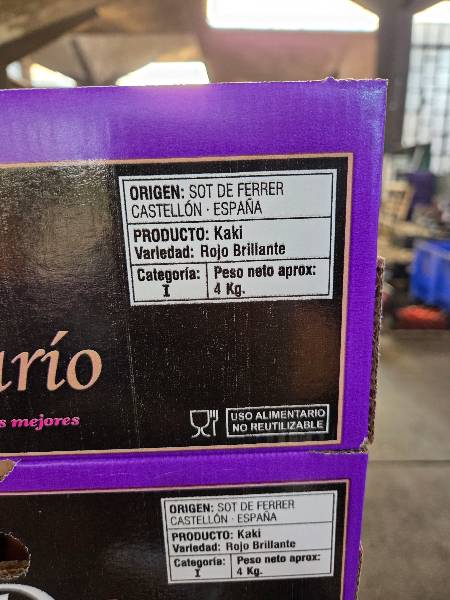 ORIGEN: SOT DE FERRER
CASTELLÓN · ESPAÑA
PRODUCTO: Kaki
Variedad: Rojo Brillante
Categoría: Peso neto aprox:
I 4 Kg.
mejores
USO ALIMENTARIO
NO REUTILIZABLE
ORIGEN: SOT DE FERRER
CASTELLÓN · ESPAÑA
PRODUCTO: Kaki
Variedad: Rojo Brillante
Categoría: Peso neto aprox:
I 4 Kg.